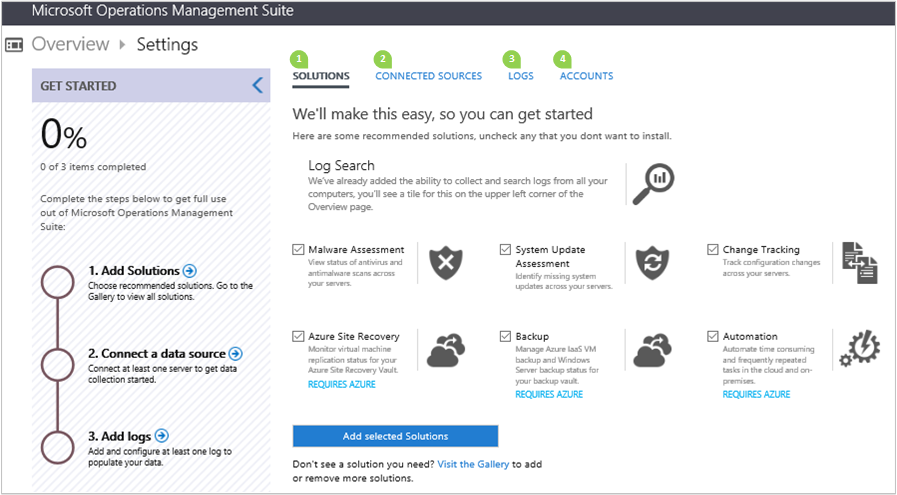 Microsoft Operations Management Suite
Overview Settings
GET STARTED
0%
0 of 3 items completed
Complete the steps below to get full use
out of Microsoft Operations Management
Suite:
1. Add Solutions
Choose recommended solutions. Go to the
Gallery to view all solutions.
2. Connect a data source
Connect at least one server to get data
collection started.
3. Add logs
Add and configure at least one log to
populate your data.
1 2 3 4
SOLUTIONS CONNECTED SOURCES LOGS ACCOUNTS
We'll make this easy, so you can get started
Here are some recommended solutions, uncheck any that you dont want to install.
Log Search
We've already added the ability to collect and search logs from all your
computers, you'll see a tile for this on the upper left corner of the
Overview page.
Malware Assessment
View status of antivirus and
antimalware scans across
your servers.
System Update
Assessment
Identify missing system
updates across your servers.
Change Tracking
Track configuration changes
across your servers.
Azure Site Recovery
Monitor virtual machine
replication status for your
Azure Site Recovery Vault.
REQUIRES AZURE
Backup
Manage Azure IaaS VM
backup and Windows
Server backup status for
your backup vault.
REQUIRES AZURE
Automation
Automate time consuming
and frequently repeated
tasks in the cloud and on-
premises.
REQUIRES AZURE
Add selected Solutions
Don't see a solution you need? Visit the Gallery to add
or remove more solutions.